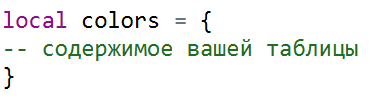 local colors = {
-- содержимое вашей таблицы
}